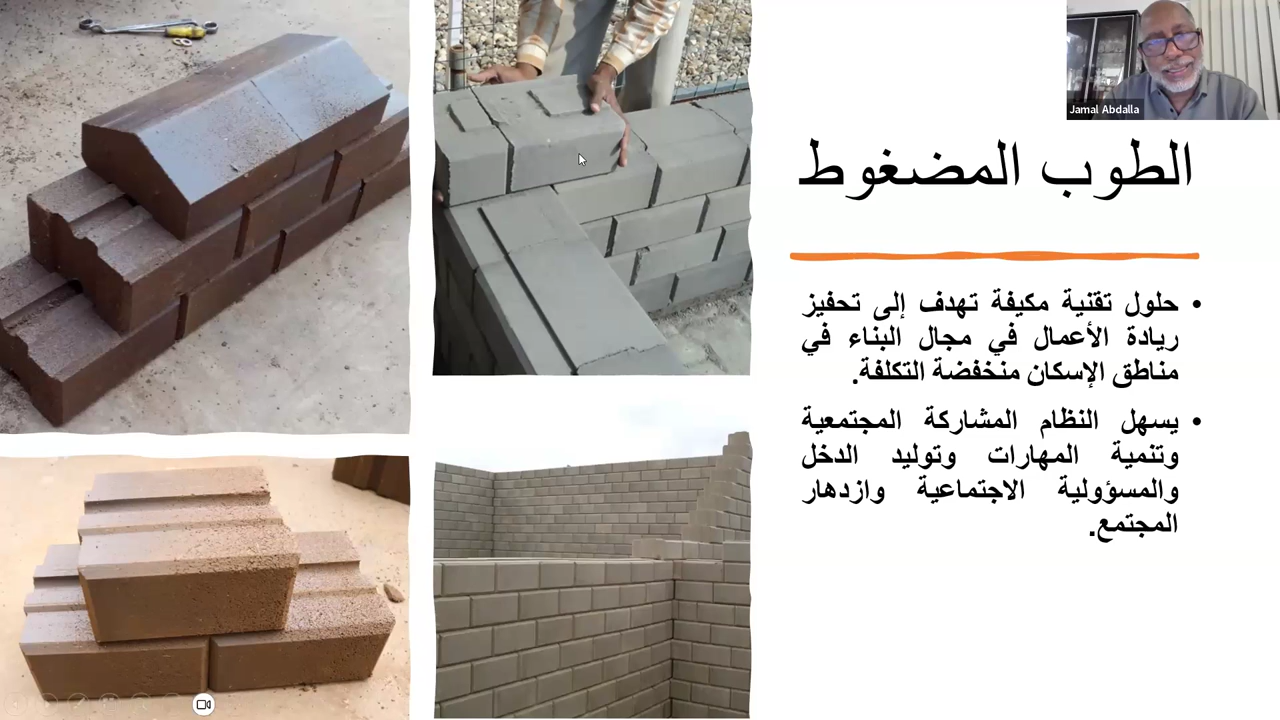 Jamal Abdalla
الطوب المضغوط
• حلول تقنية مكيفة تهدف إلى تحفيز
ريادة الأعمال في مجال البناء في
مناطق الإسكان منخفضة التكلفة.
• يسهل النظام المشاركة المجتمعية
وتنمية المهارات وتوليد الدخل
والمسؤولية الاجتماعية وازدهار
المجتمع.